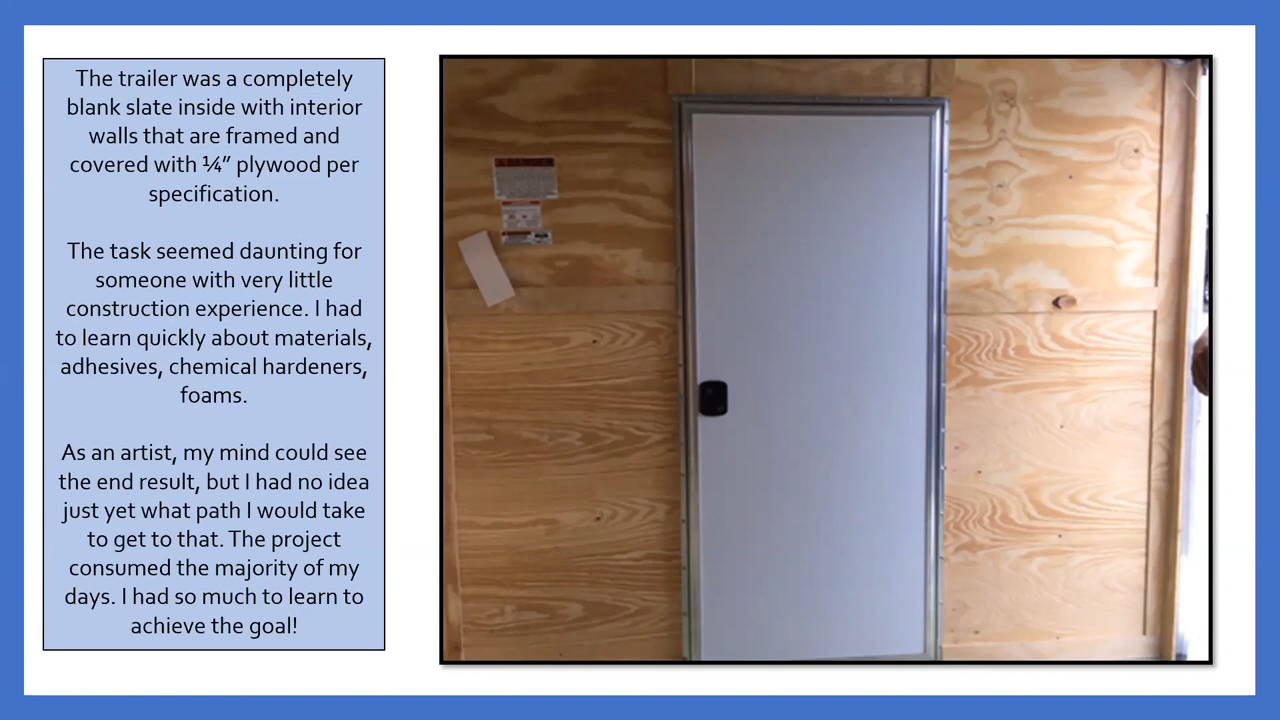 The trailer was a completely
blank slate inside with interior
walls that are framed and
covered with ¼” plywood per
specification.
The task seemed daunting for
someone with very little
construction experience. I had
to learn quickly about materials,
adhesives, chemical hardeners,
foams.
As an artist, my mind could see
the end result, but I had no idea
just yet what path I would take
to get to that. The project
consumed the majority of my
days. I had so much to learn to
achieve the goal!